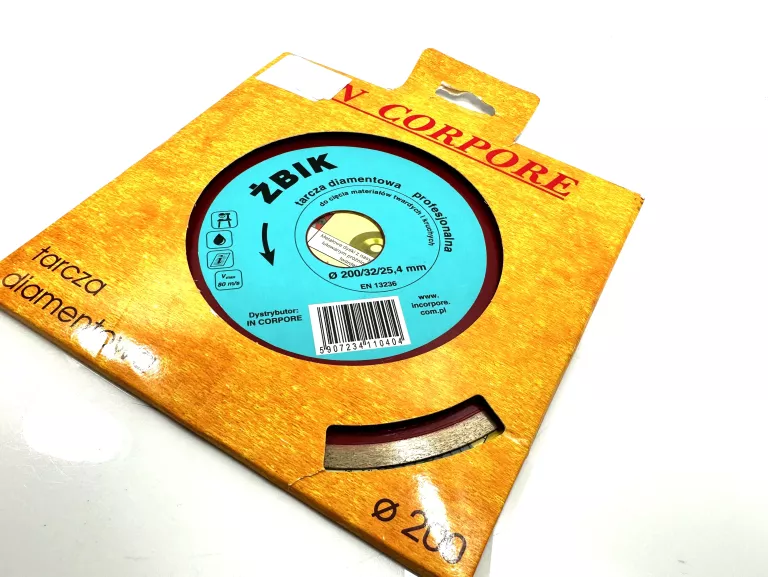 N CORPORE
ŻBIK
tarcza diamentowa
profesjonalna
do cięcia materiałów twardych i kruchych
Ø 200/32/25,4 mm
EN 13236
Vmax
80 m/s
Dystrybutor:
IN CORPORE
www.
incorpore.
com.pl
5907234110404
tarcza
diamentowa
Ø 200